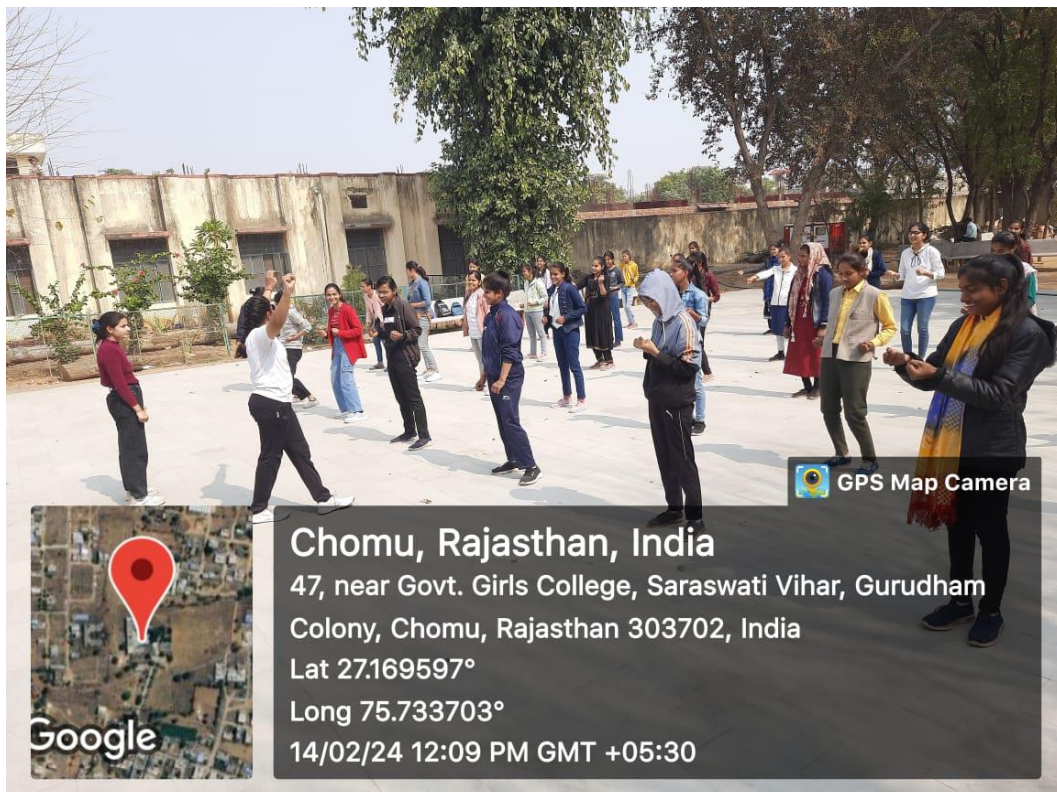 GPS Map Camera
Chomu, Rajasthan, India
47, near Govt. Girls College, Saraswati Vihar, Gurudham
Colony, Chomu, Rajasthan 303702, India
Lat 27.169597°
Long 75.733703°
14/02/24 12:09 PM GMT +05:30
Google